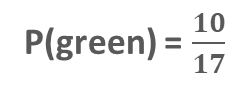 P(green) = 10/17